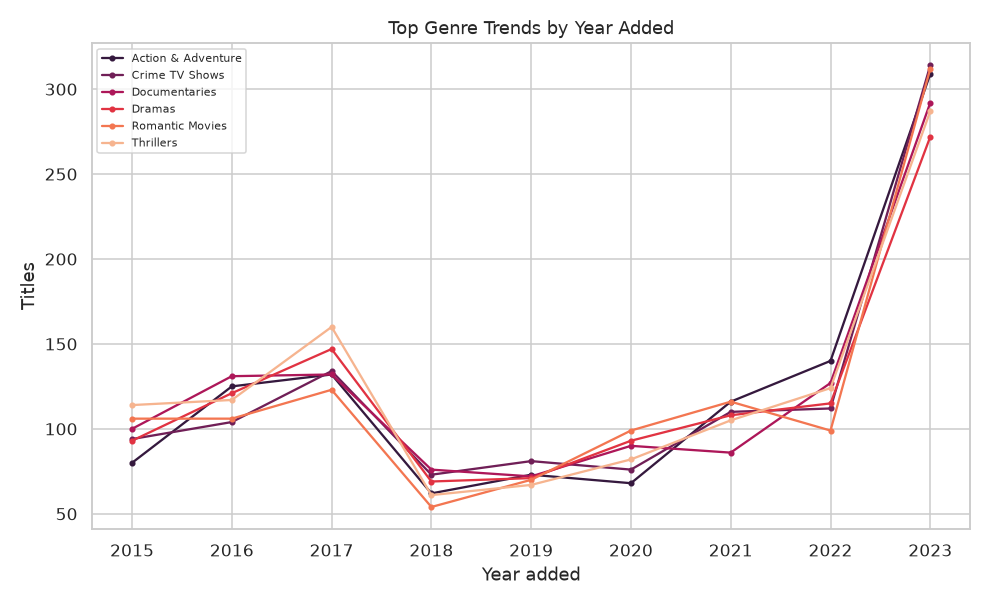 Top Genre Trends by Year Added
Action & Adventure
Crime TV Shows
Documentaries
Dramas
Romantic Movies
Thrillers
300
250
200
150
100
50
Titles
2015 2016 2017 2018 2019 2020 2021 2022 2023
Year added